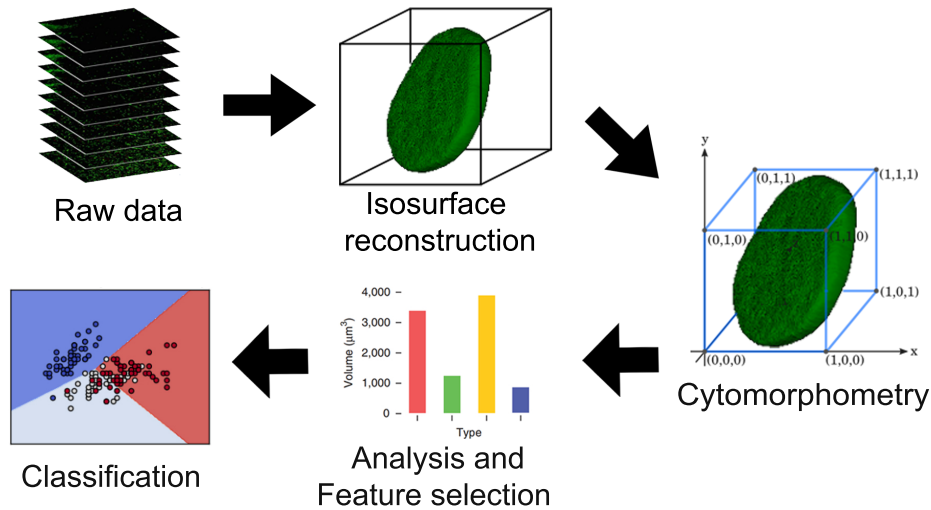 Raw data
Isosurface
reconstruction
y
(0,1,1)
(1,1,1)
(0,1,0)
(1,1,0)
(1,0,1)
(0,0,0)
(1,0,0)
x
Cytomorphometry
Volume (μm³)
4,000
3,000
2,000
1,000
0
Type
Analysis and
Feature selection
Classification